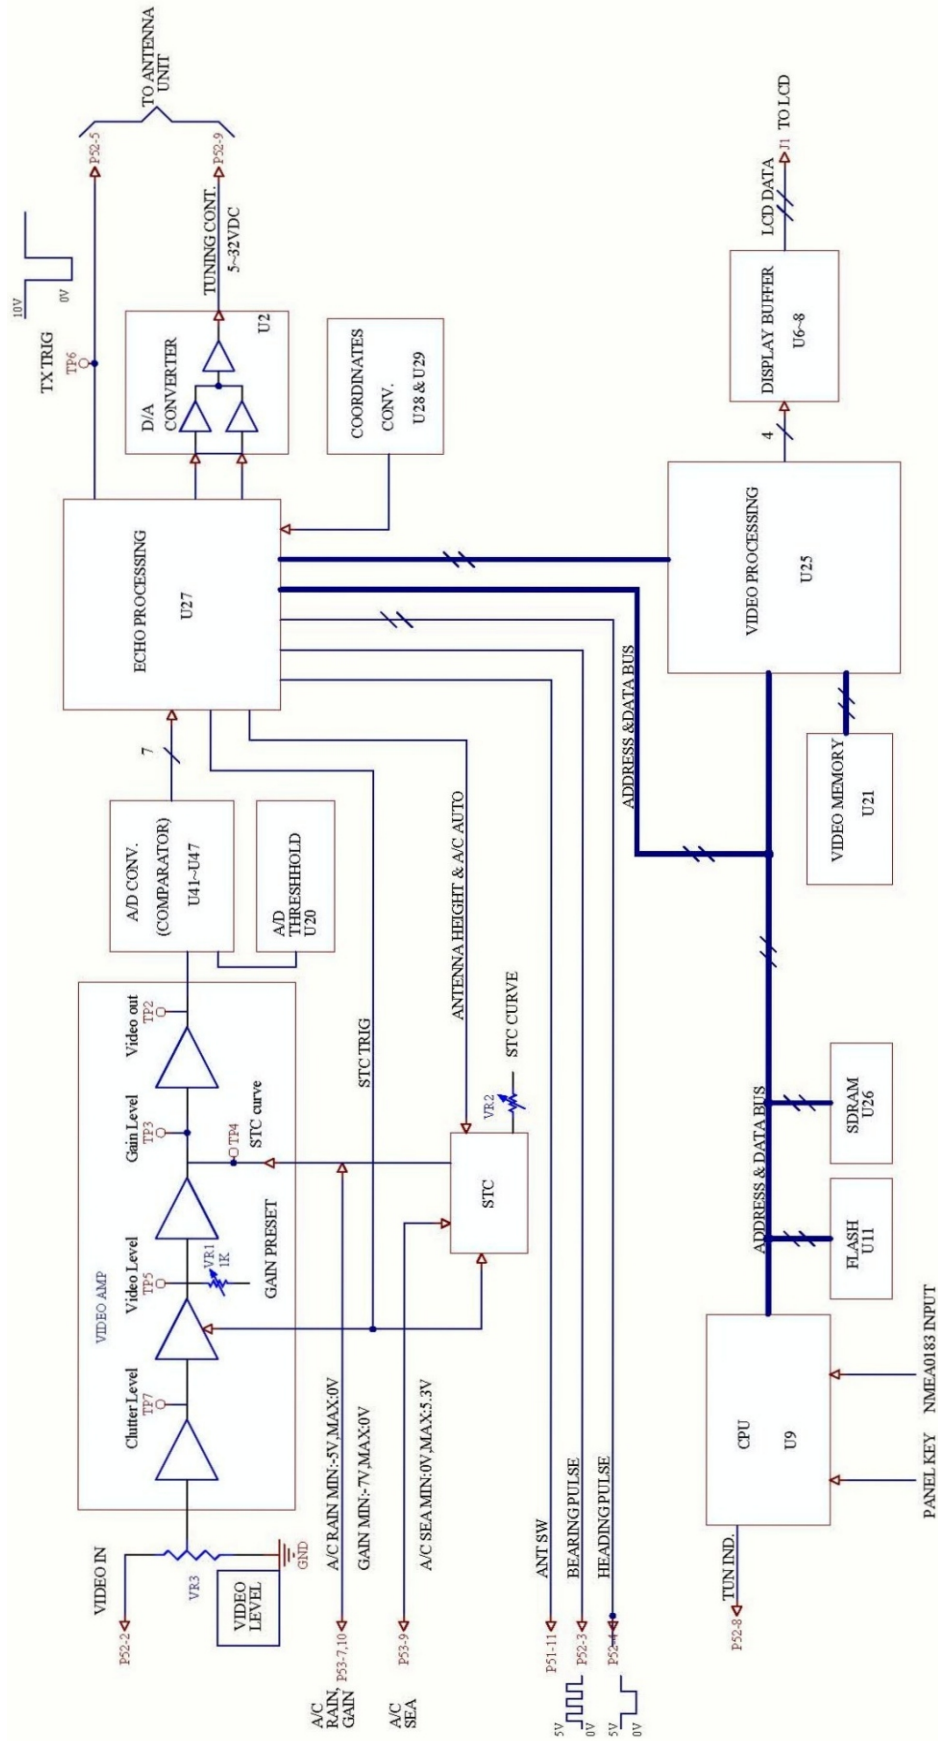 VIDEO IN
P52-2
VR3
VIDEO
LEVEL
GND
VIDEO AMP
Clutter Level
TP7
Video Level
TP5
VR1
1K
GAIN PRESET
Gain Level
TP3
TP4
STC curve
Video out
TP2
A/D CONV.
(COMPARATOR)
U41~U47
A/D
THRESHHOLD
U20
7
ECHO PROCESSING
U27
TX TRIG
TP6
10V
0V
P52-5
TO ANTENNA
UNIT
P52-9
D/A
CONVERTER
U2
TUNING CONT.
5~32VDC
COORDINATES
CONV.
U28 & U29
A/C
RAIN,
GAIN
P53-7,10
A/C RAIN MIN:-5V,MAX:0V
GAIN MIN:-7V,MAX:0V
STC TRIG
A/C
SEA
P53-9
A/C SEA MIN:0V,MAX:5.3V
ANTENNA HEIGHT & A/C AUTO
STC
VR2
STC CURVE
P51-11
ANT SW
5V
0V
P52-3
BEARING PULSE
5V
0V
P52-4
HEADING PULSE
ADDRESS &DATA BUS
VIDEO PROCESSING
U25
4
DISPLAY BUFFER
U6~8
LCD DATA
J1
TO LCD
VIDEO MEMORY
U21
ADDRESS & DATA BUS
SDRAM
U26
FLASH
U11
CPU
U9
TUN IND.
P52-8
PANEL KEY
NMEA0183 INPUT